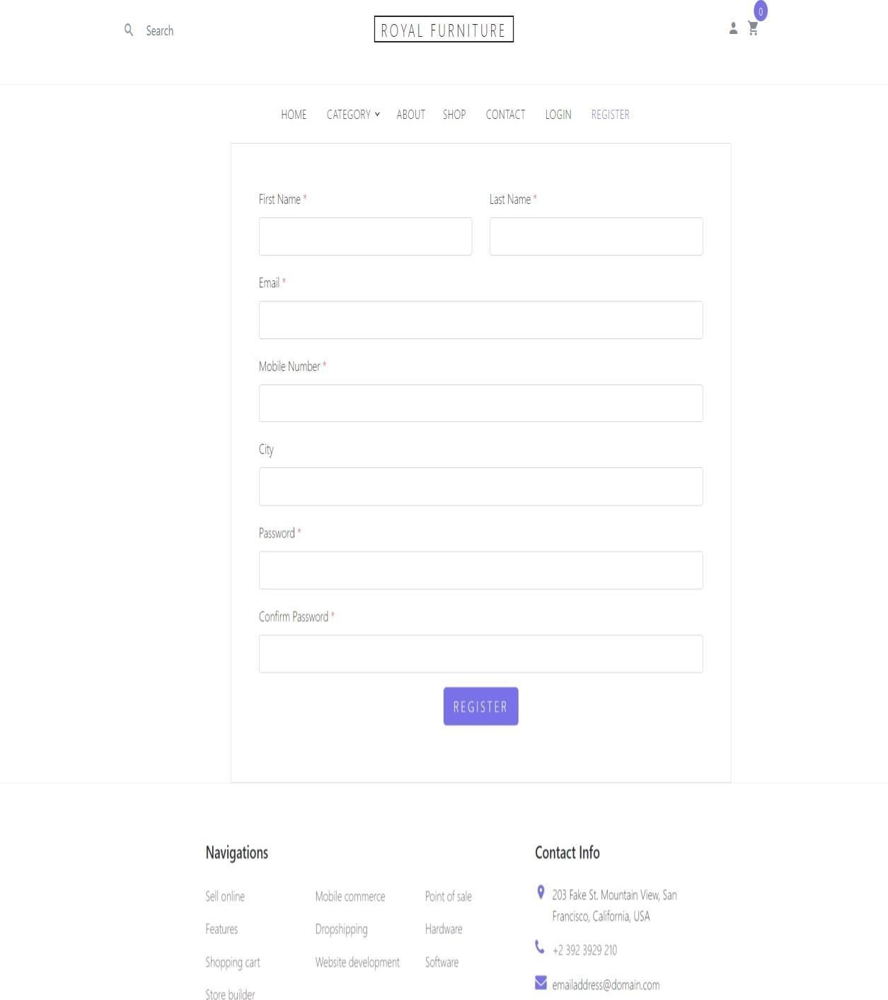 Search
ROYAL FURNITURE
0
HOME CATEGORY ABOUT SHOP CONTACT LOGIN REGISTER
First Name * Last Name *
Email *
Mobile Number *
City
Password *
Confirm Password *
REGISTER
Navigations
Sell online
Features
Shopping cart
Store builder
Mobile commerce
Dropshipping
Website development
Point of sale
Hardware
Software
Contact Info
203 Fake St. Mountain View, San
Francisco, California, USA
+2 392 3929 210
emailaddress@domain.com